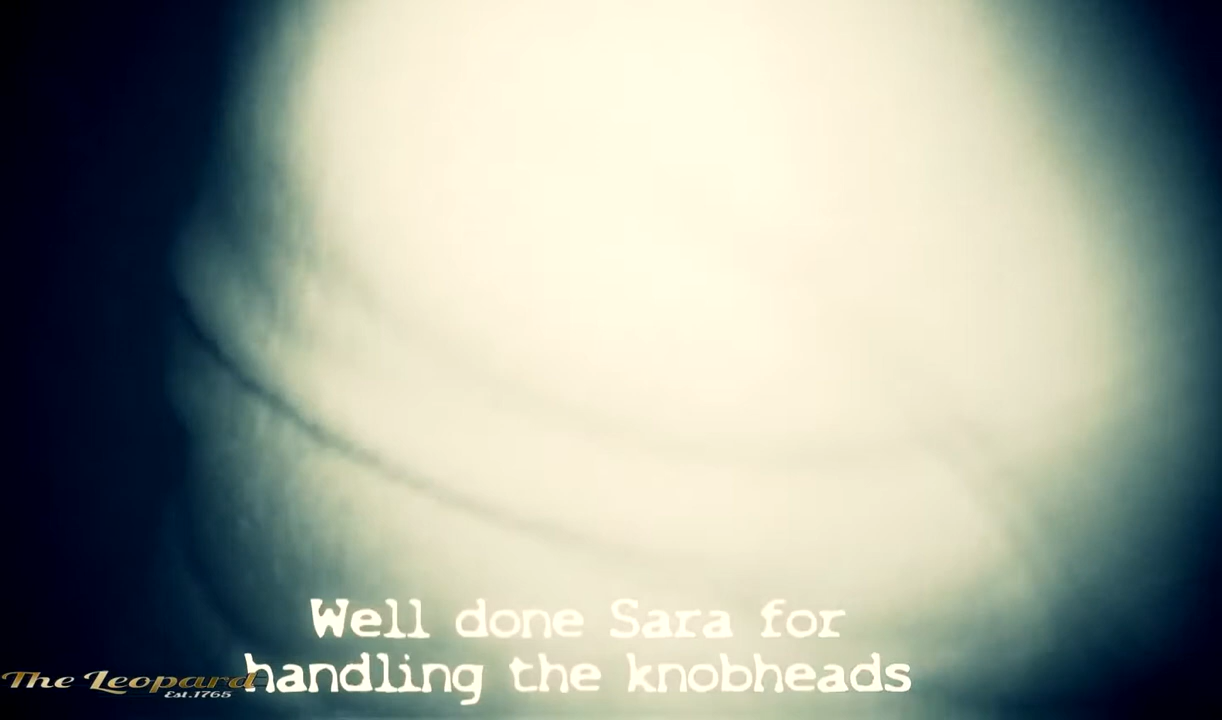 Well done Sara for
handling the knobheads
The Leopard
Est.1765